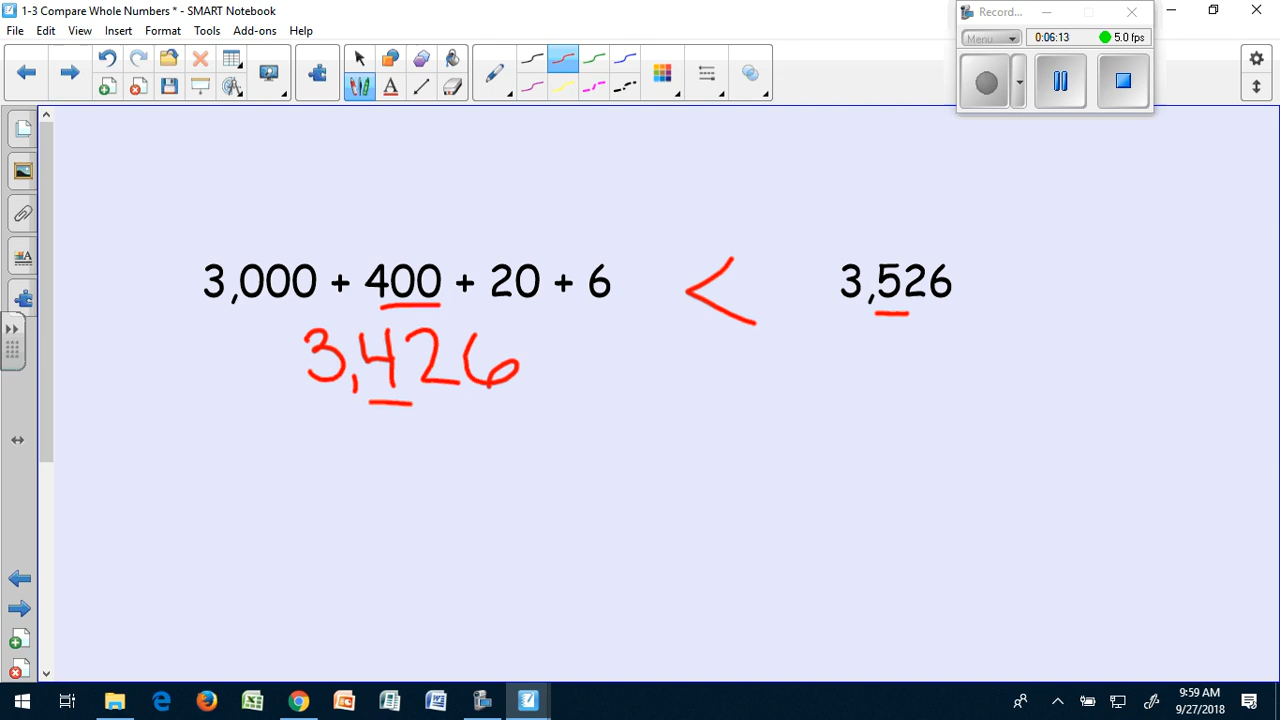 1-3 Compare Whole Numbers * - SMART Notebook
Record...
File Edit View Insert Format Tools Add-ons Help
Menu
0:06:13
5.0 fps
3,000 + 400 + 20 + 6 < 3,526
3,426
9:59 AM
9/27/2018